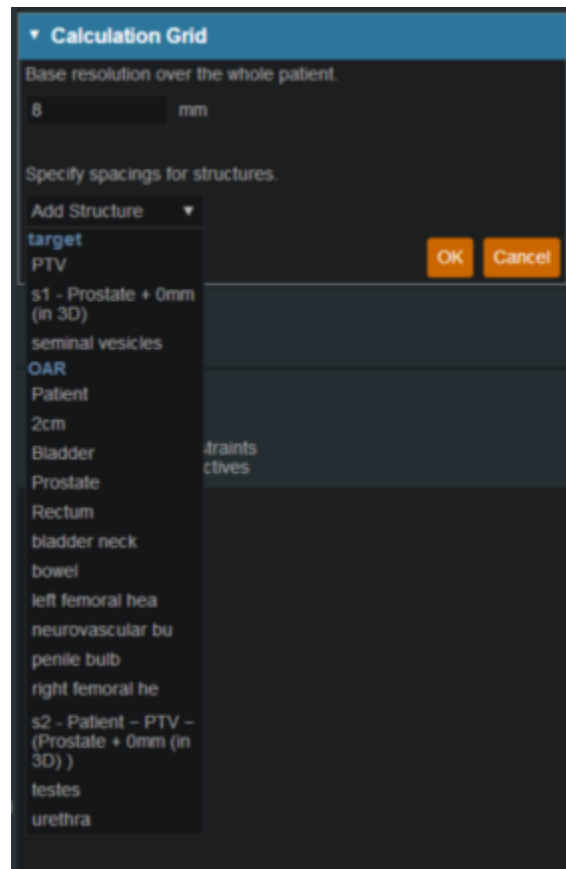 Calculation Grid
Base resolution over the whole patient.
8 mm
Specify spacings for structures.
Add Structure
target
PTV
OK Cancel
s1 - Prostate + 0mm
(in 3D)
seminal vesicles
OAR
Patient
2cm
Bladder
straints
ctives
Prostate
Rectum
bladder neck
bowel
left femoral hea
neurovascular bu
penile bulb
right femoral he
s2 - Patient – PTV –
(Prostate + 0mm (in
3D) )
testes
urethra